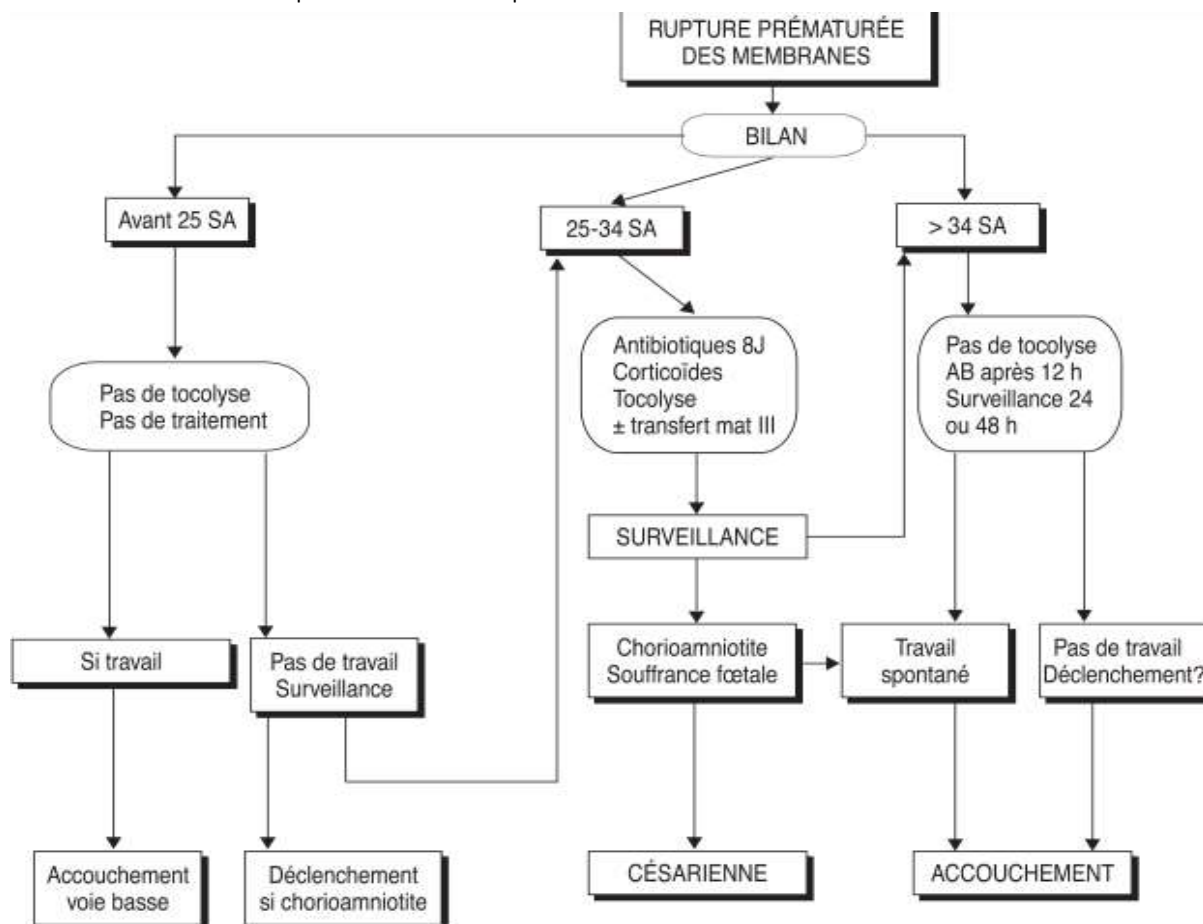 RUPTURE PRÉMATURÉE
DES MEMBRANES
BILAN
Avant 25 SA
25-34 SA
> 34 SA
Pas de tocolyse
Pas de traitement
Antibiotiques 8J
Corticoïdes
Tocolyse
± transfert mat III
Pas de tocolyse
AB après 12 h
Surveillance 24
ou 48 h
SURVEILLANCE
Si travail
Pas de travail
Surveillance
Chorioamniotite
Souffrance fœtale
Travail
spontané
Pas de travail
Déclenchement?
Accouchement
voie basse
Déclenchement
si chorioamniotite
CÉSARIENNE
ACCOUCHEMENT